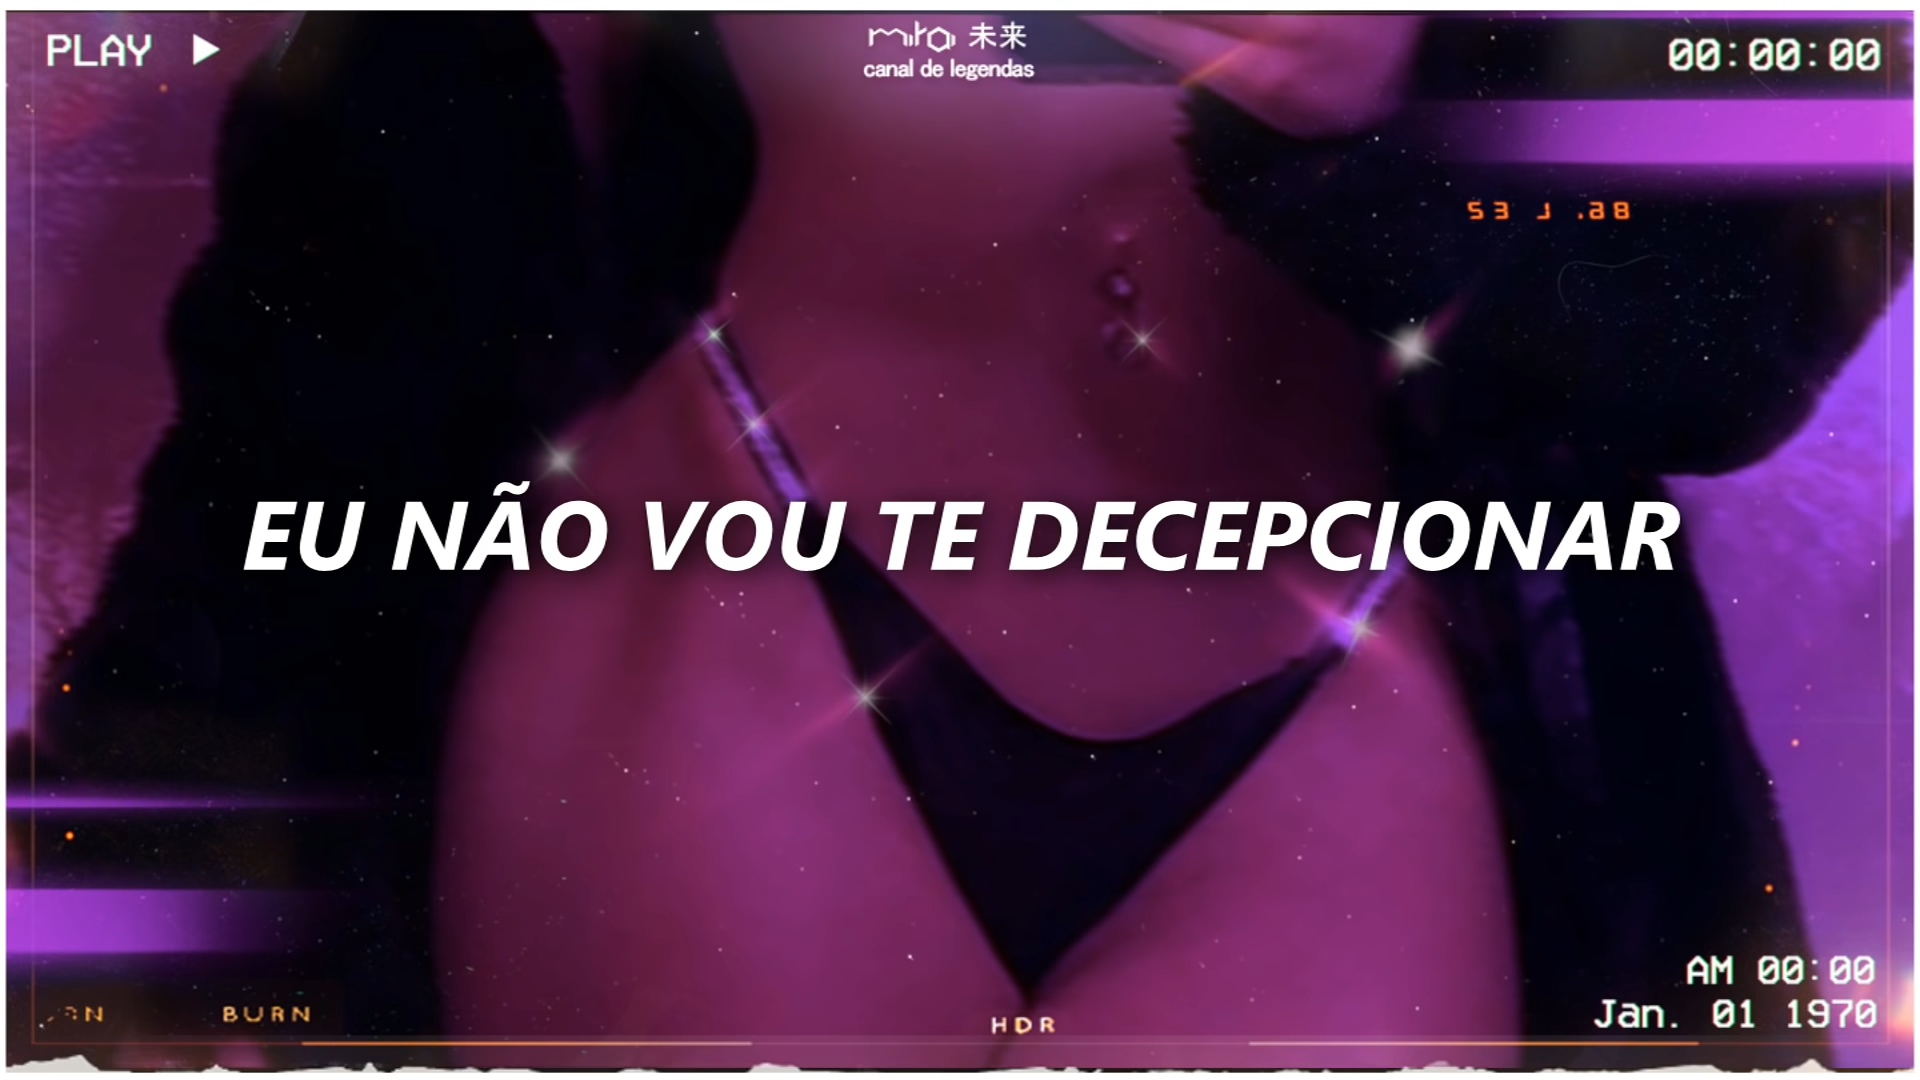 PLAY
mirai 未来
canal de legendas
00:00:00
EU NÃO VOU TE DECEPCIONAR
AM 00:00
Jan. 01 1970
BURN
HDR